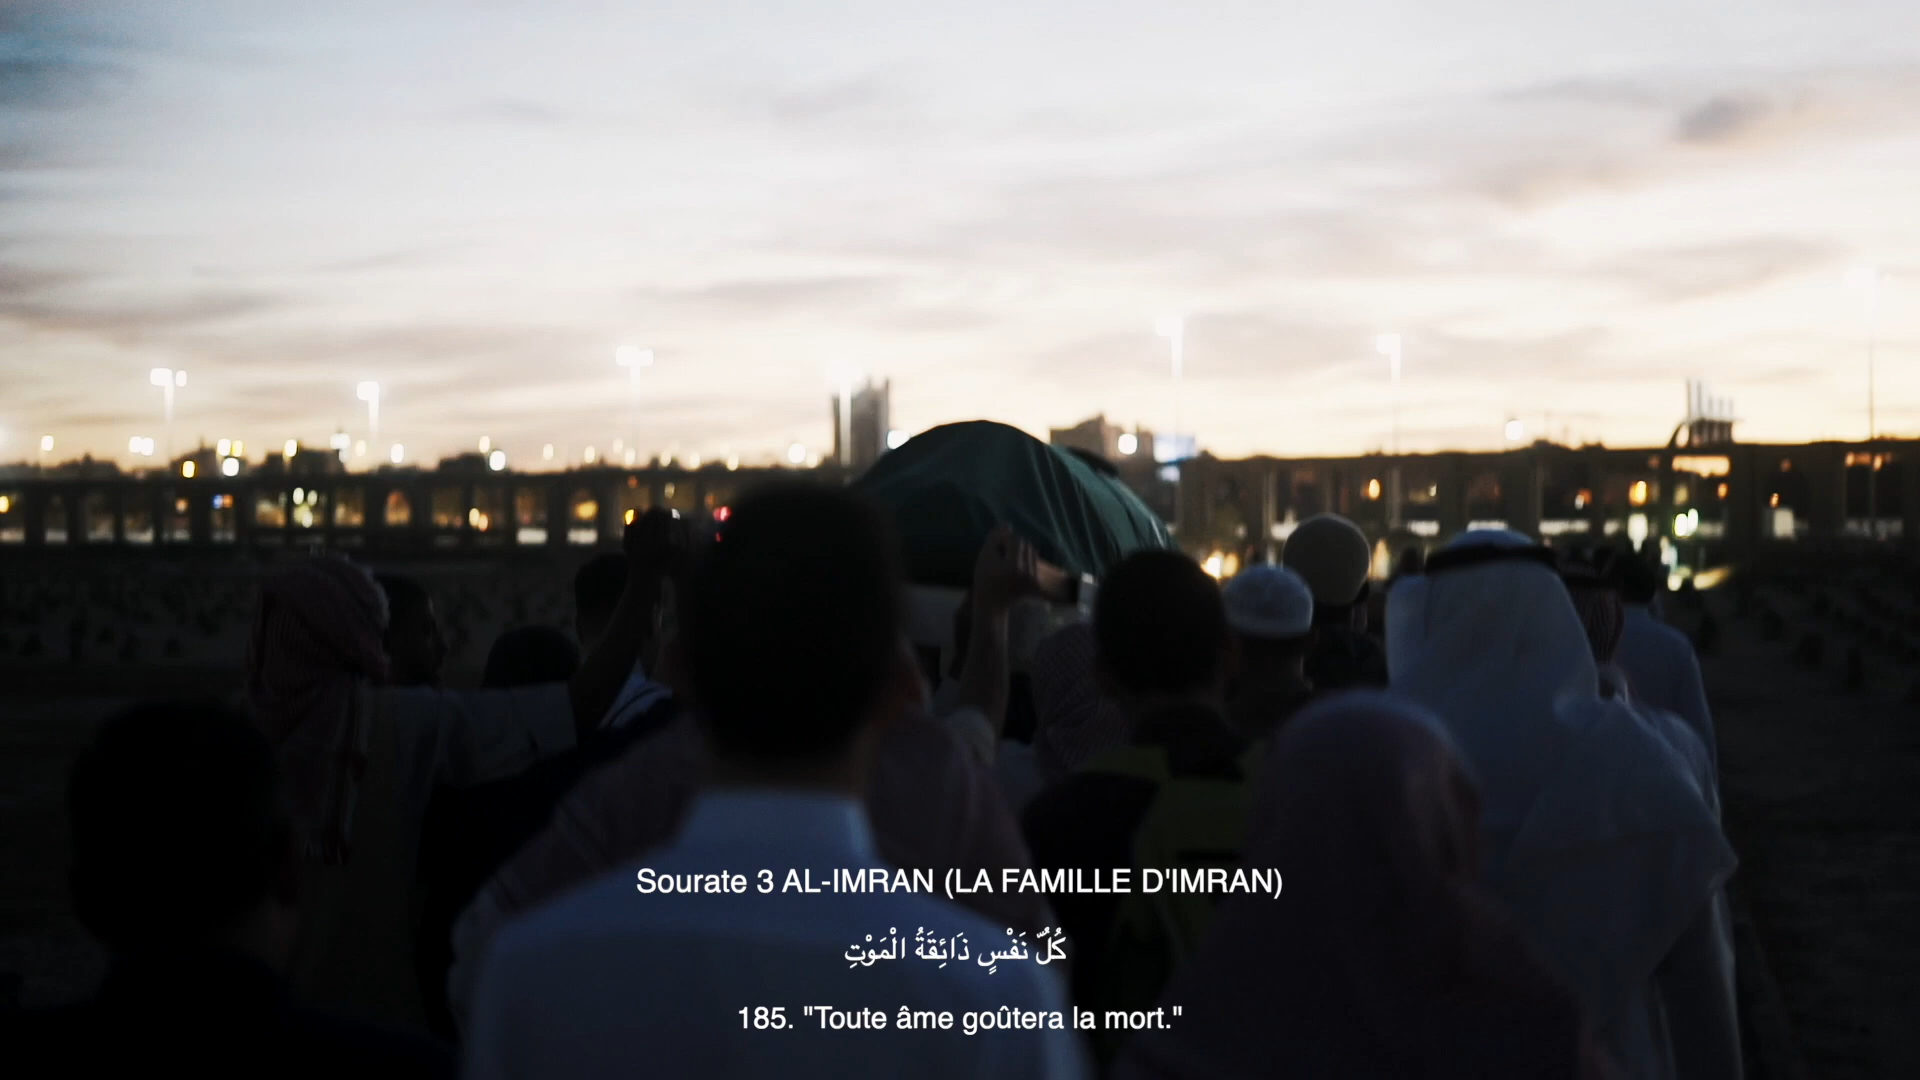 Sourate 3 AL-IMRAN (LA FAMILLE D'IMRAN)
كُلُّ نَفْسٍ ذَائِقَةُ الْمَوْتِ
185. "Toute âme goûtera la mort."